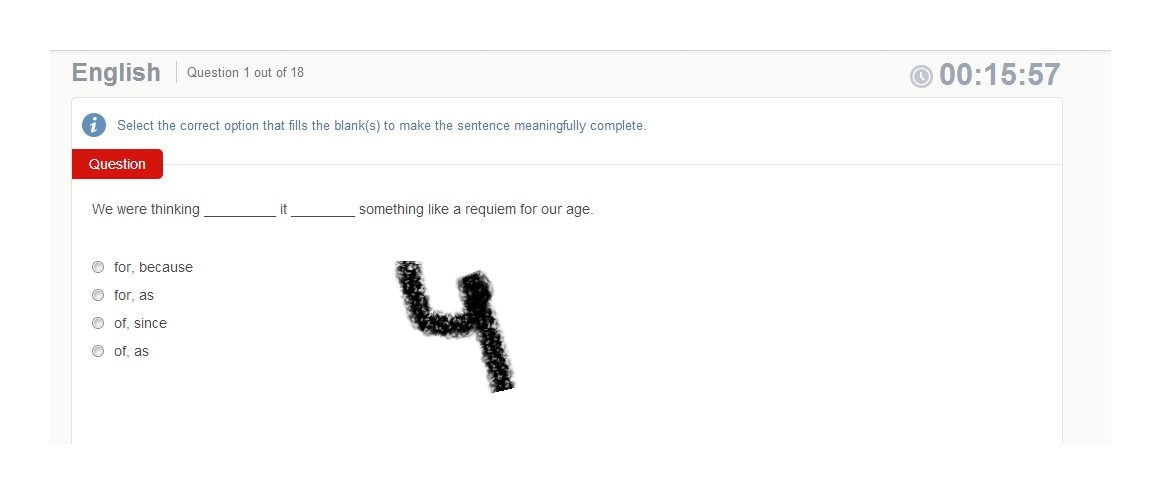 English Question 1 out of 18 00:15:57
Select the correct option that fills the blank(s) to make the sentence meaningfully complete.
Question
We were thinking _________ it ________ something like a requiem for our age.
for, because
for, as
of, since
of, as
4